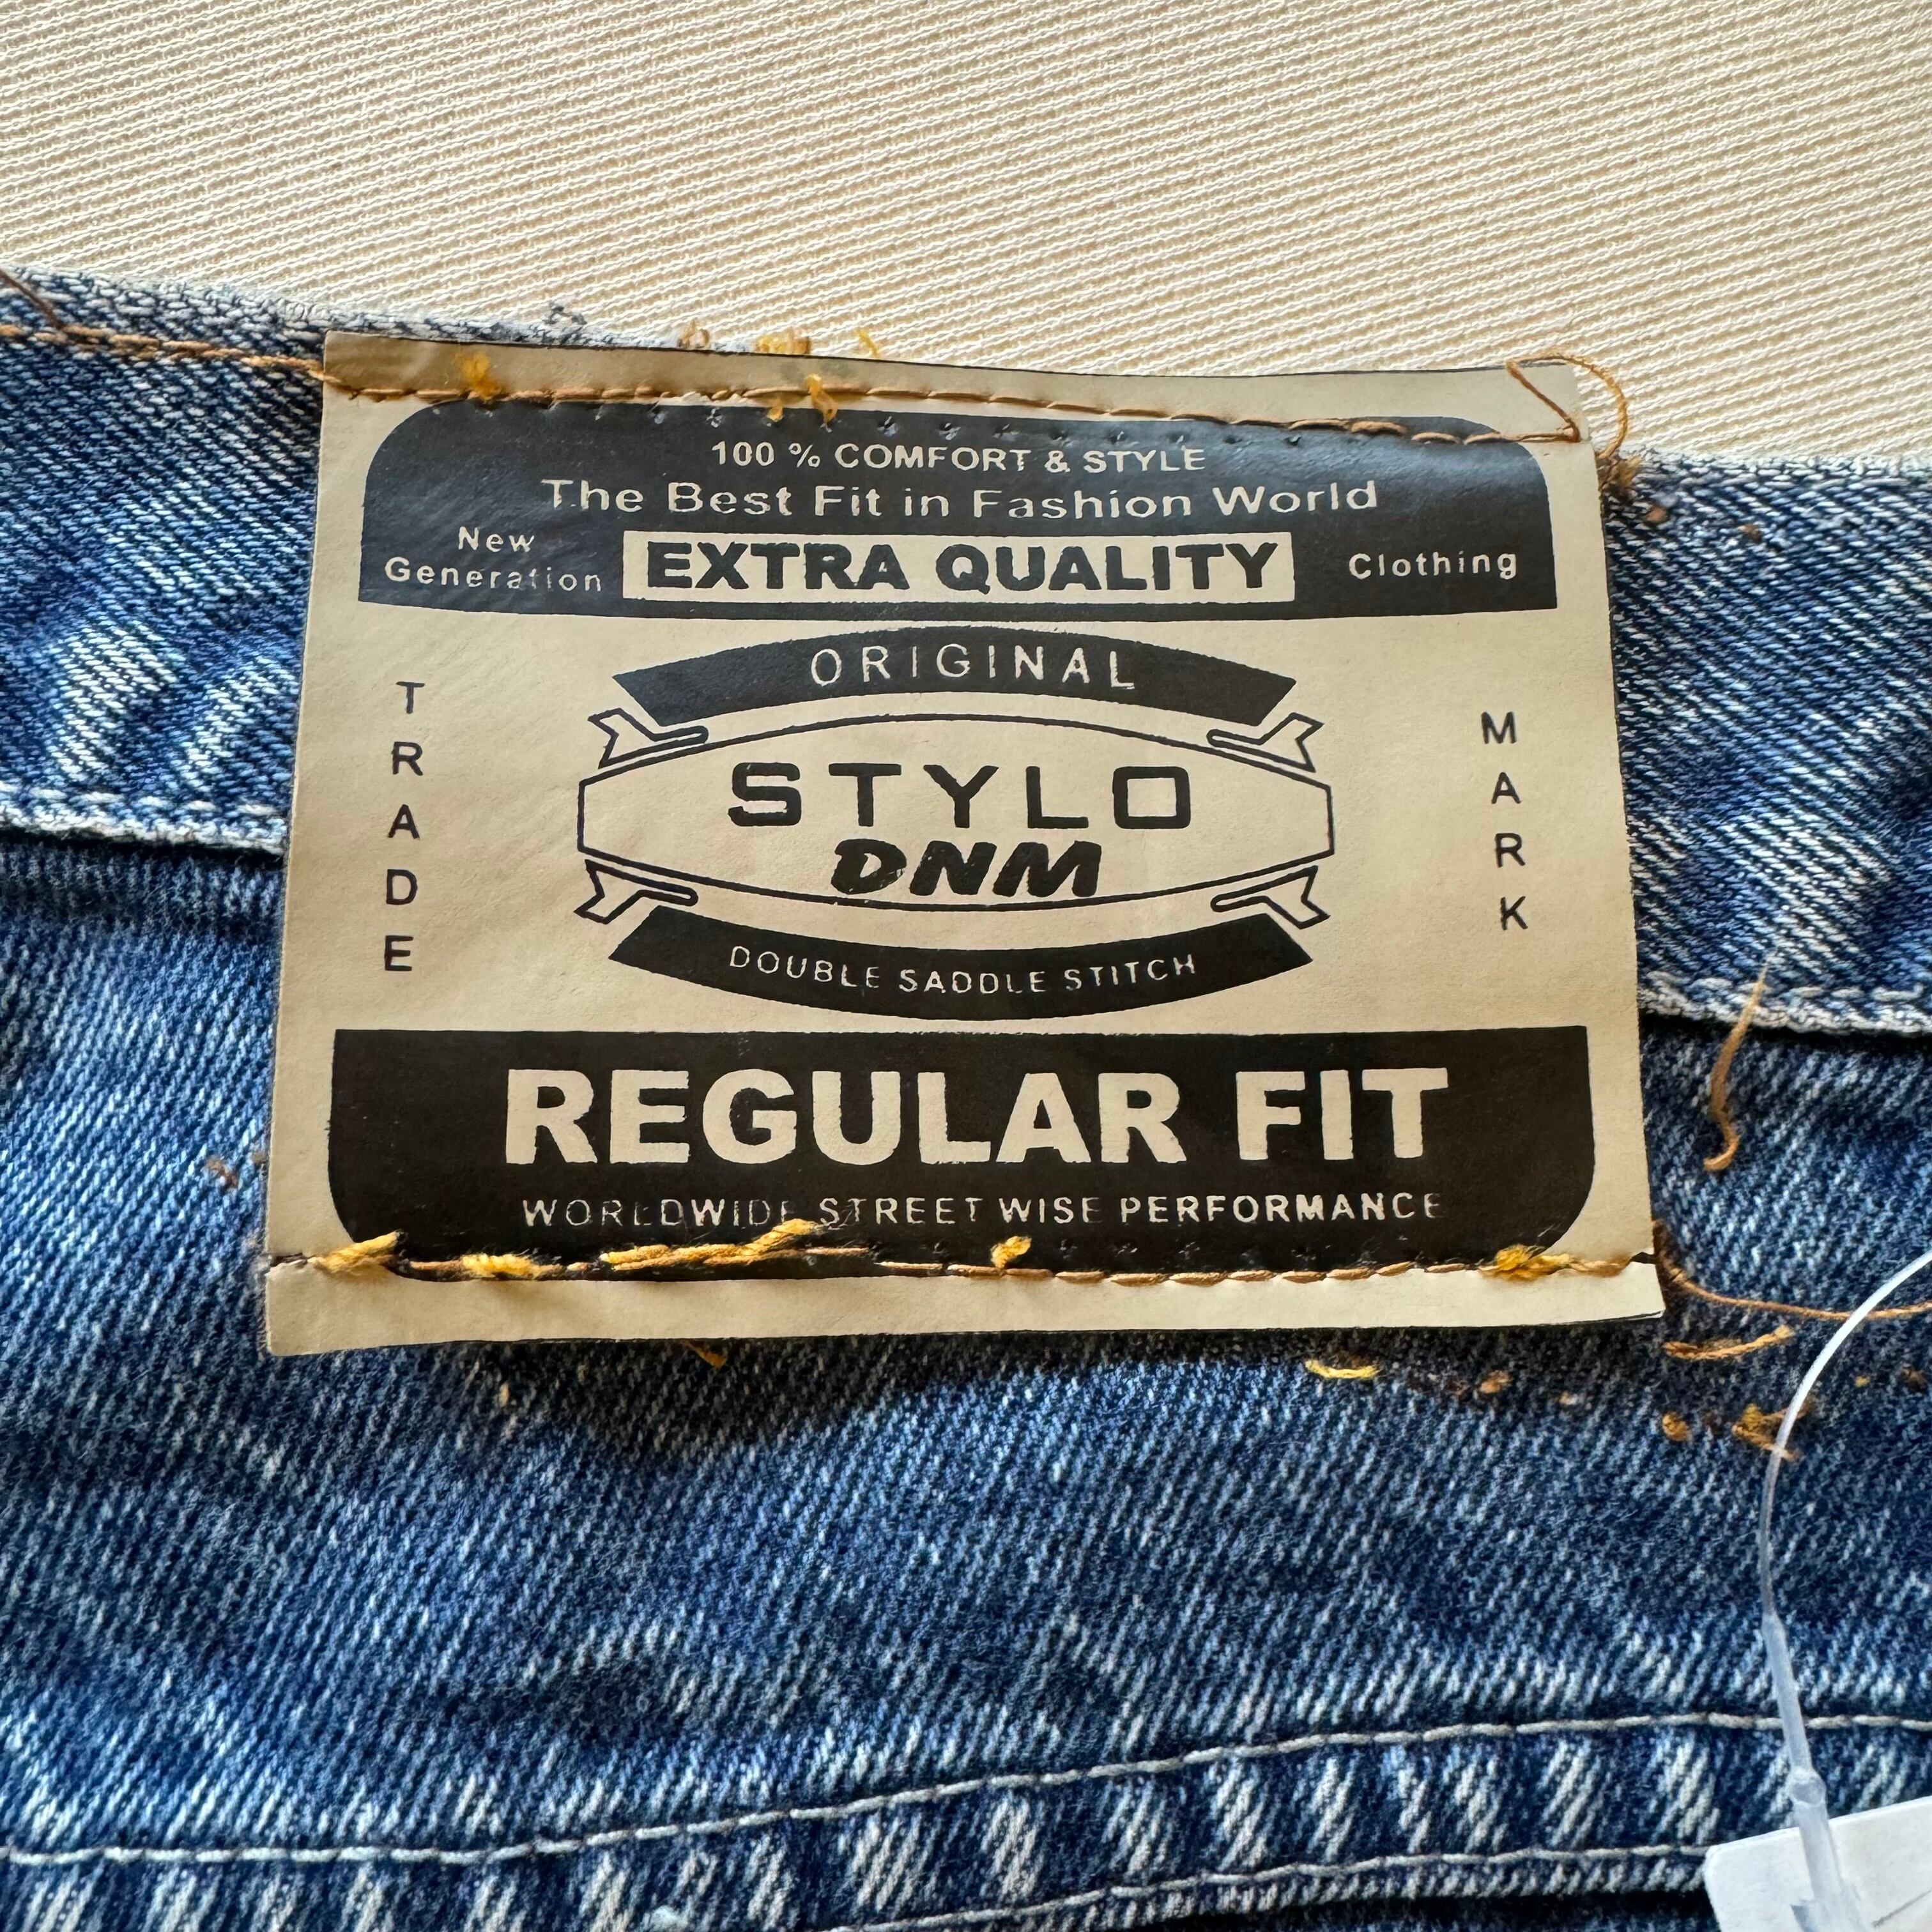 100 % COMFORT & STYLE
The Best Fit in Fashion World
New
Generation
EXTRA QUALITY
Clothing
ORIGINAL
TRADE
STYLO
DNM
MARK
DOUBLE SADDLE STITCH
REGULAR FIT
WORLDWIDE STREET WISE PERFORMANCE